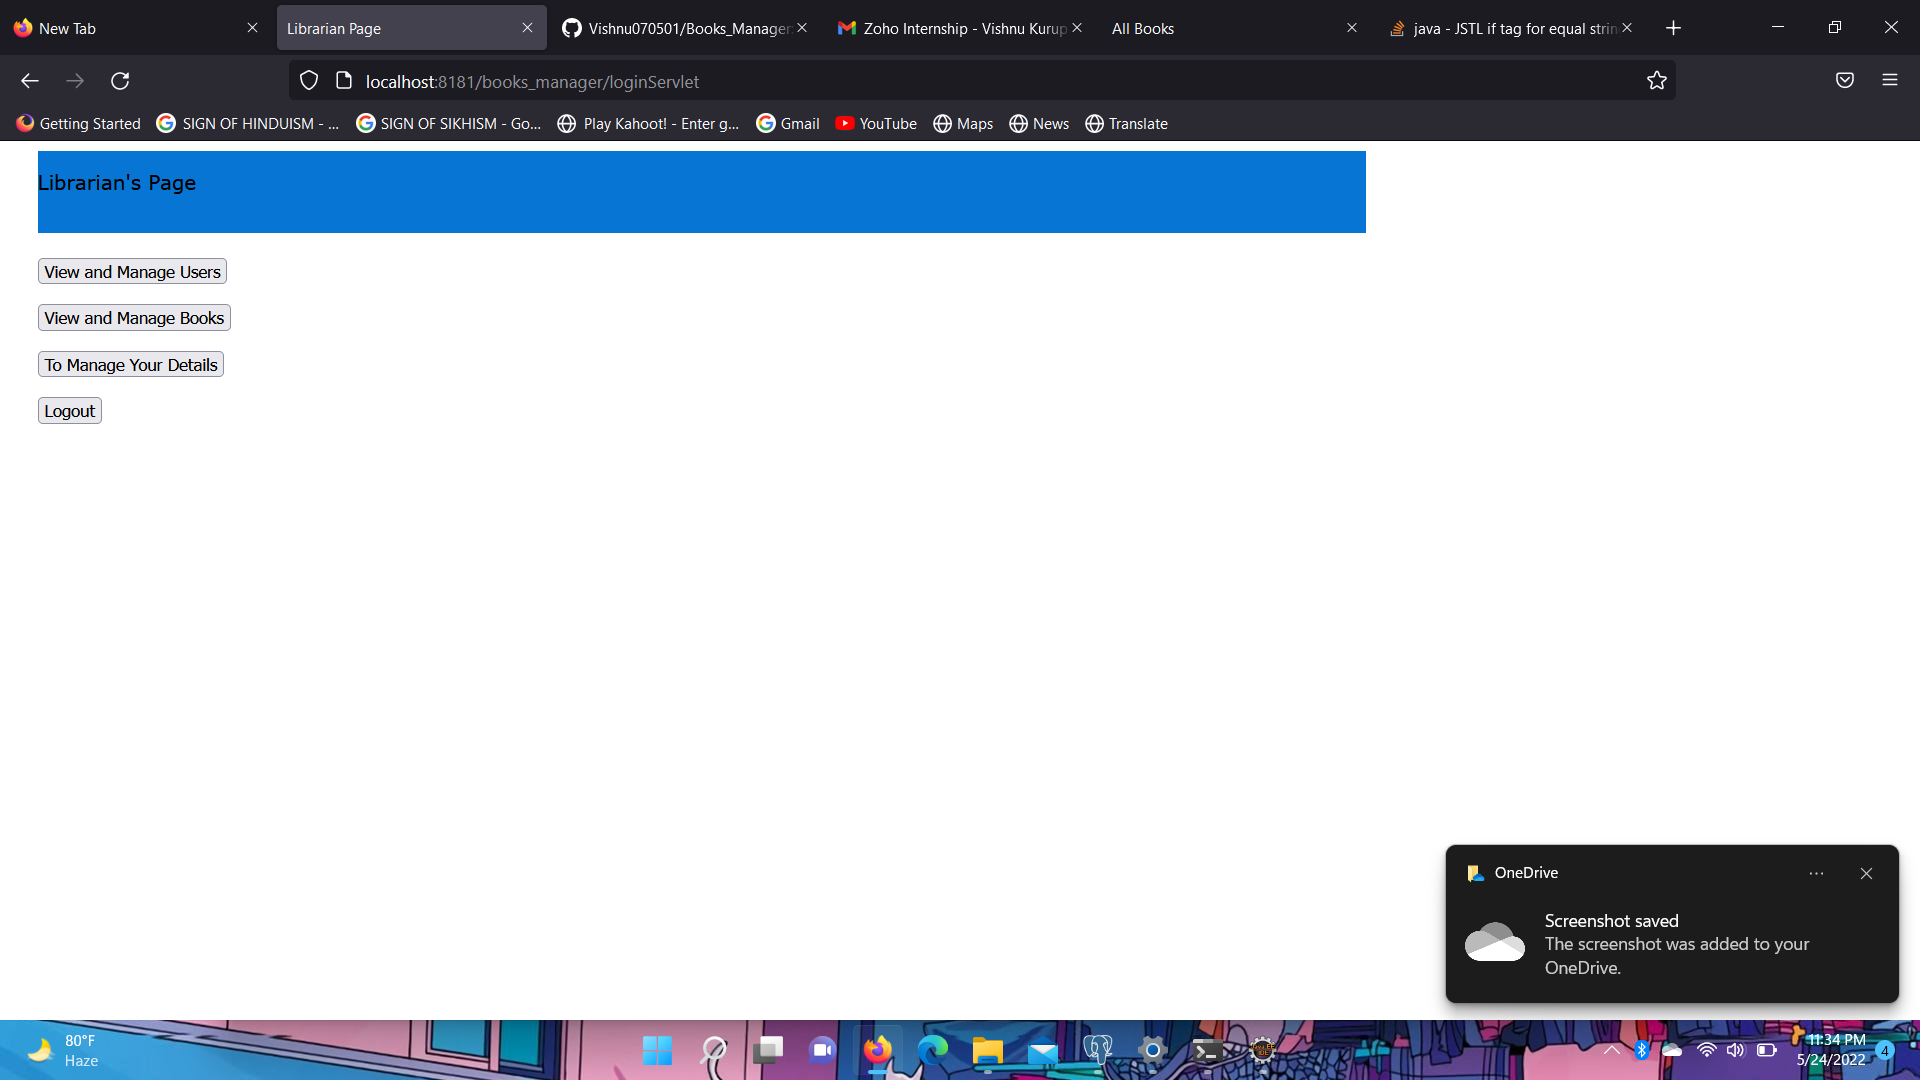 New Tab
Librarian Page
Vishnu070501/Books_Manager:
Zoho Internship - Vishnu Kurup
All Books
java - JSTL if tag for equal strin
localhost:8181/books_manager/loginServlet
Getting Started
SIGN OF HINDUISM - ...
SIGN OF SIKHISM - Go...
Play Kahoot! - Enter g...
Gmail
YouTube
Maps
News
Translate
Librarian's Page
View and Manage Users
View and Manage Books
To Manage Your Details
Logout
OneDrive
Screenshot saved
The screenshot was added to your
OneDrive.
80°F
Haze
11:34 PM
5/24/2022
4